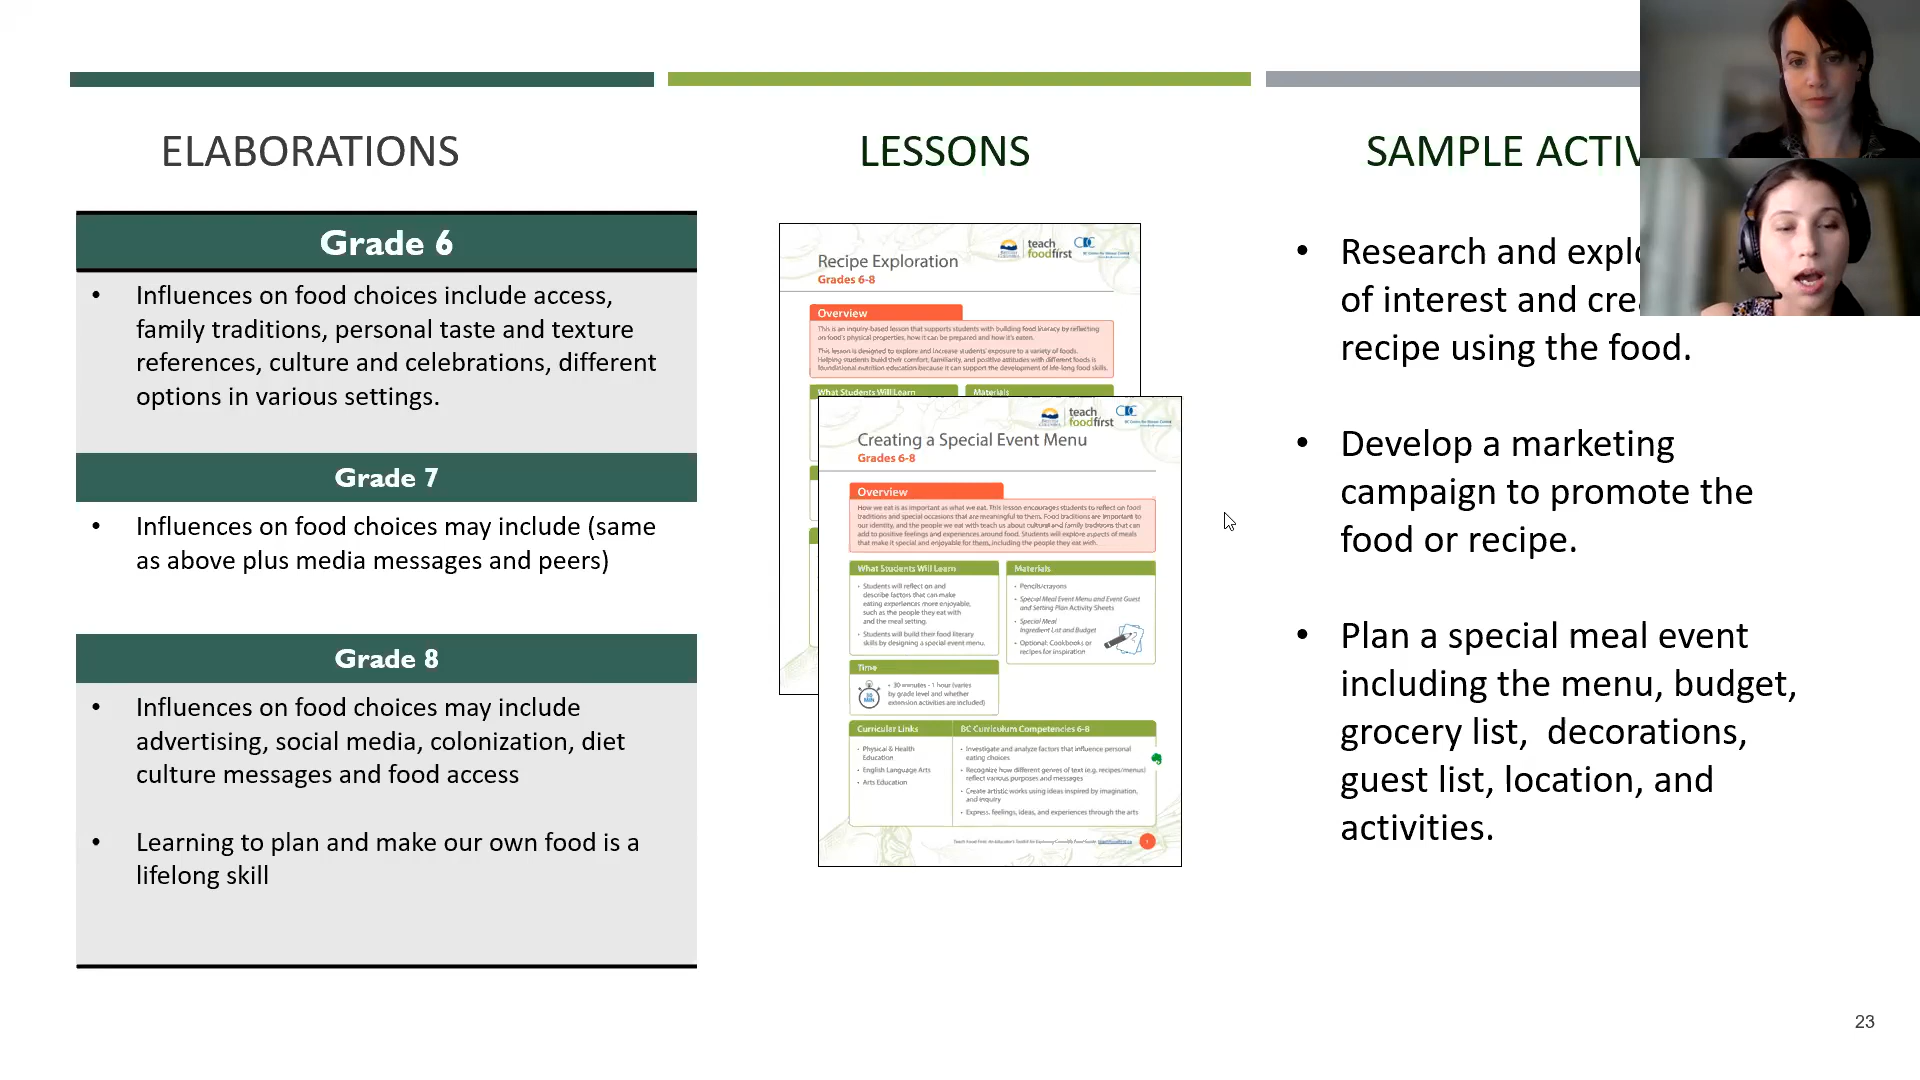 ELABORATIONS
Grade 6
• Influences on food choices include access,
family traditions, personal taste and texture
references, culture and celebrations, different
options in various settings.
Grade 7
• Influences on food choices may include (same
as above plus media messages and peers)
Grade 8
• Influences on food choices may include
advertising, social media, colonization, diet
culture messages and food access
• Learning to plan and make our own food is a
lifelong skill
LESSONS
teach
foodfirst
Recipe Exploration
Grades 6-8
Overview
This is an inquiry-based lesson that supports students with building food literacy by reflecting
on food's physical properties, how it can be prepared and how it's eaten.
This lesson is designed to explore and increase students' exposure to a variety of foods.
Helping students build their comfort, familiarity, and positive attitudes with different foods is
foundational nutrition education because it can support the development of life-long food skills.
What Students Will Learn
Materials
teach
foodfirst
Creating a Special Event Menu
Grades 6-8
Overview
How we eat is as important as what we eat. This lesson encourages students to reflect on food
traditions and special occasions that are meaningful to them. Food traditions are important to
our identity, and the people we eat with teach us about cultural and family traditions that can
add to positive feelings and experiences around food. Students will explore aspects of meals
that make it special and enjoyable for them, including the people they eat with.
What Students Will Learn
• Students will reflect on and
describe factors that can make
eating experiences more enjoyable,
such as the people they eat with
and the meal setting.
• Students will build their food literacy
skills by designing a special event menu.
Materials
• Pencils/crayons
• Special Meal Event Menu and Event Guest
and Setting Plan Activity Sheets
• Special Meal
Ingredient List and Budget
• Optional: Cookbooks or
recipes for inspiration
Time
• 30 minutes - 1 hour (varies
by grade level and whether
extension activities are included)
Curricular Links
• Physical & Health
Education
• English Language Arts
• Arts Education
BC Curriculum Competencies 6-8
• Investigate and analyze factors that influence personal
eating choices
• Recognize how different genres of text (e.g. recipes/menus)
reflect various purposes and messages
• Create artistic works using ideas inspired by imagination,
and inquiry
• Express, feelings, ideas, and experiences through the arts
1
SAMPLE ACTIV
• Research and explo
of interest and crea
recipe using the food.
• Develop a marketing
campaign to promote the
food or recipe.
• Plan a special meal event
including the menu, budget,
grocery list, decorations,
guest list, location, and
activities.
23